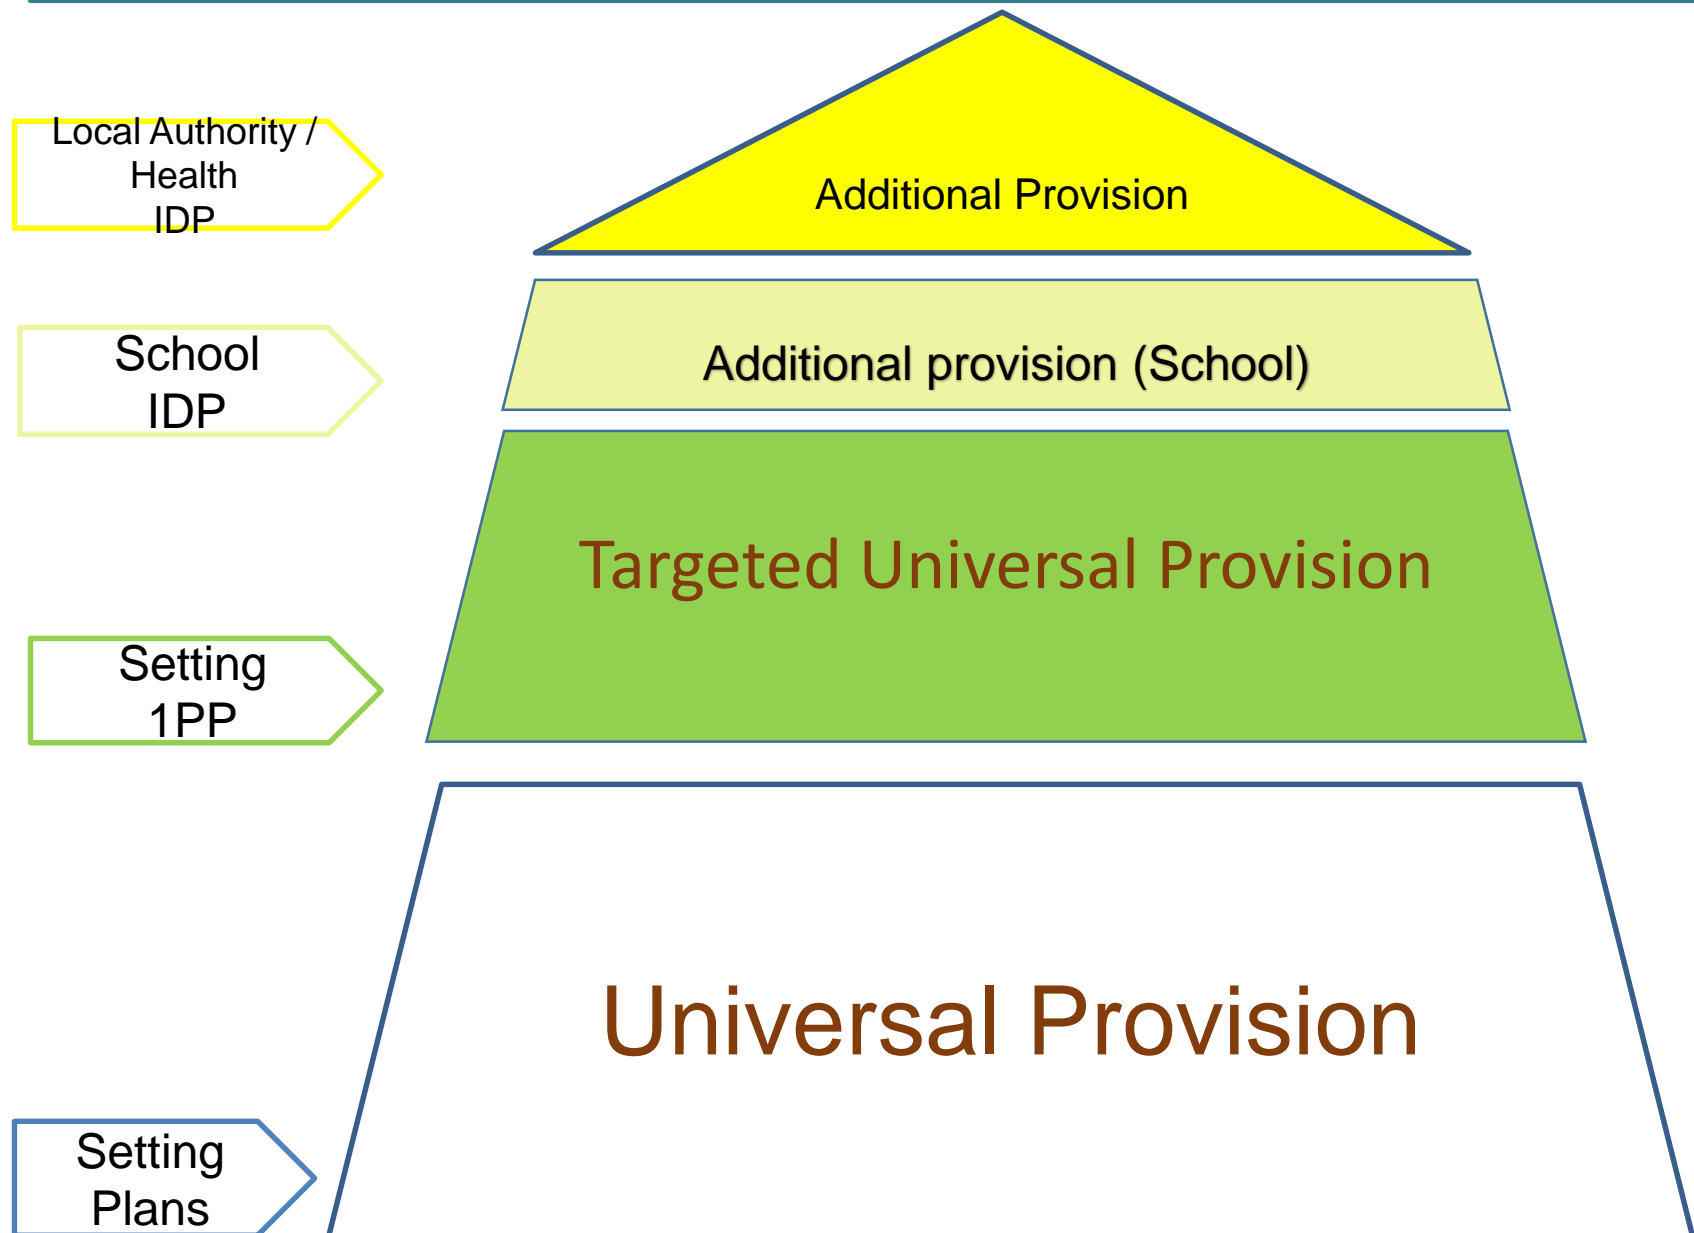 Local Authority /
Health
IDP
Additional Provision
School
IDP
Additional provision (School)
Targeted Universal Provision
Setting
1PP
Universal Provision
Setting
Plans